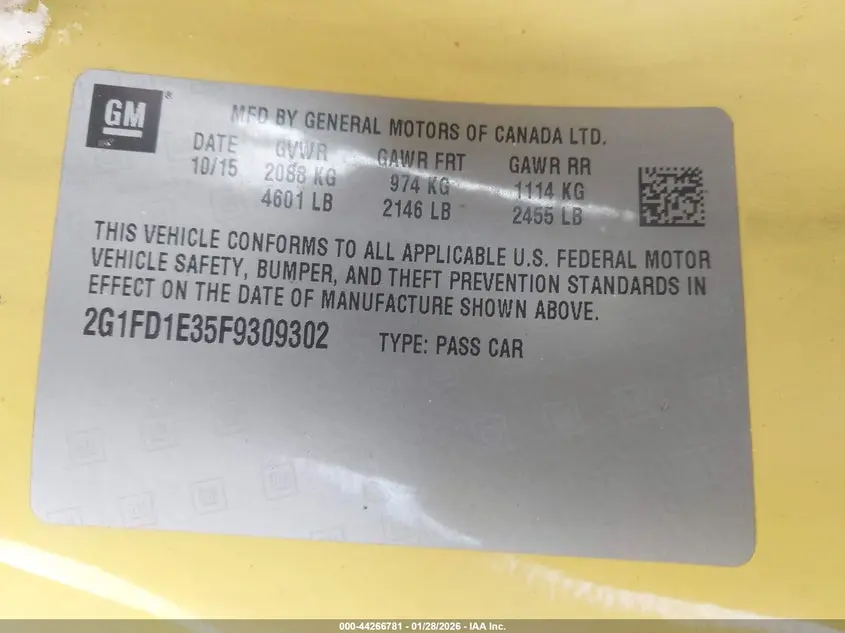 GM®
MFD BY GENERAL MOTORS OF CANADA LTD.
DATE GVWR GAWR FRT GAWR RR
10/15 2088 KG 974 KG 1114 KG
4601 LB 2146 LB 2455 LB
THIS VEHICLE CONFORMS TO ALL APPLICABLE U.S. FEDERAL MOTOR
VEHICLE SAFETY, BUMPER, AND THEFT PREVENTION STANDARDS IN
EFFECT ON THE DATE OF MANUFACTURE SHOWN ABOVE.
2G1FD1E35F9309302 TYPE: PASS CAR
000-44266781 | 01/28/2026 - IAA Inc.